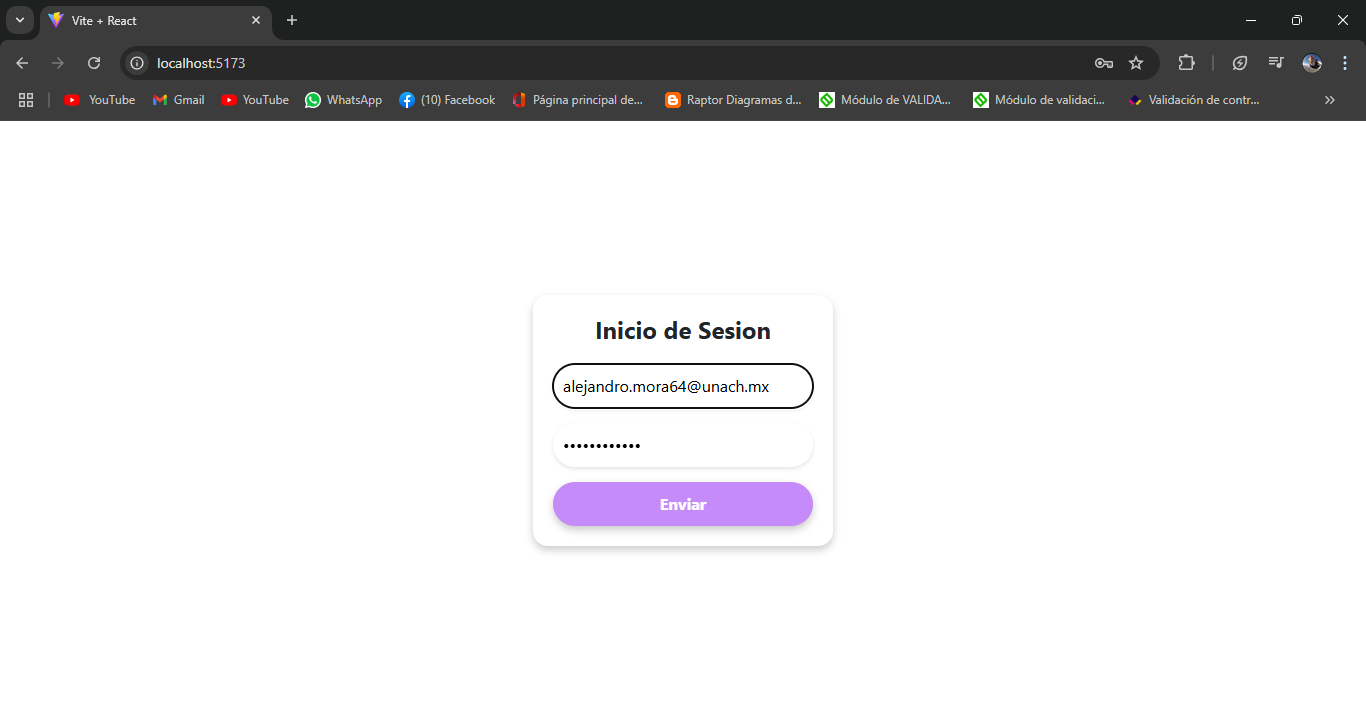 Vite + React
localhost:5173
YouTube
Gmail
YouTube
WhatsApp
(10) Facebook
Página principal de...
Raptor Diagramas d...
Módulo de VALIDA...
Módulo de validaci...
Validación de contr...
Inicio de Sesion
alejandro.mora64@unach.mx
••••••••••••
Enviar